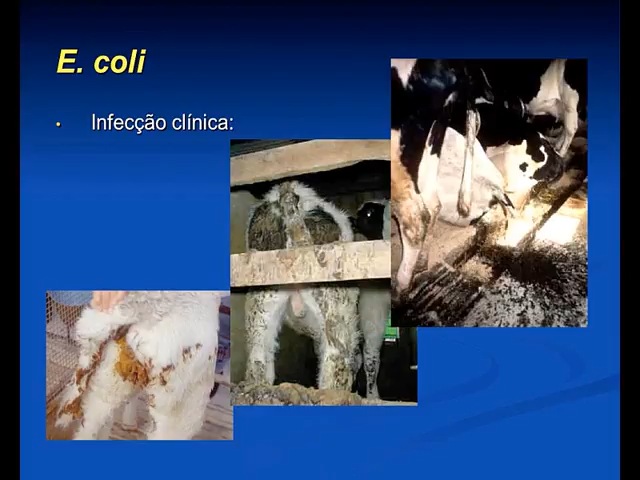 E. coli
• Infecção clínica: